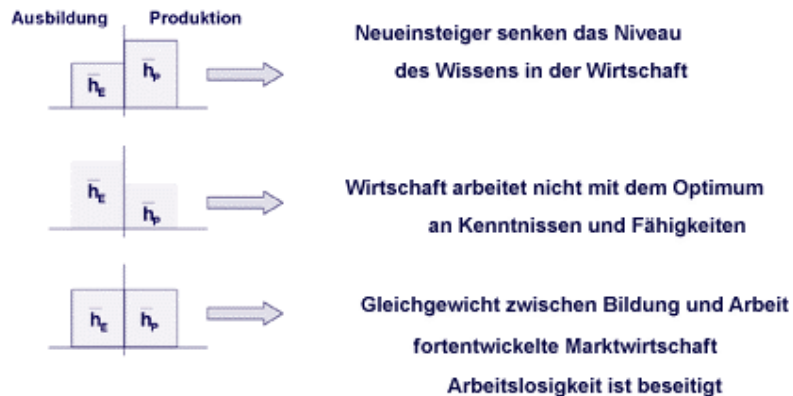 Ausbildung Produktion
h̅E h̅P
Neueinsteiger senken das Niveau
des Wissens in der Wirtschaft
h̅E h̅P
Wirtschaft arbeitet nicht mit dem Optimum
an Kenntnissen und Fähigkeiten
h̅E h̅P
Gleichgewicht zwischen Bildung und Arbeit
fortentwickelte Marktwirtschaft
Arbeitslosigkeit ist beseitigt